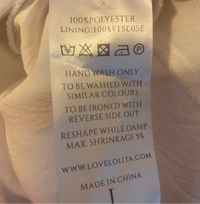 100%POLYESTER
LINING:100%VISCOSE
HAND WASH ONLY
TO BE WASHED WITH
SIMILAR COLOURS
TO BE IRONED WITH
REVERSE SIDE OUT
RESHAPE WHILE DAMP
MAX. SHRINKAGE 5%
WWW.LOVELOLITA.COM
MADE IN CHINA